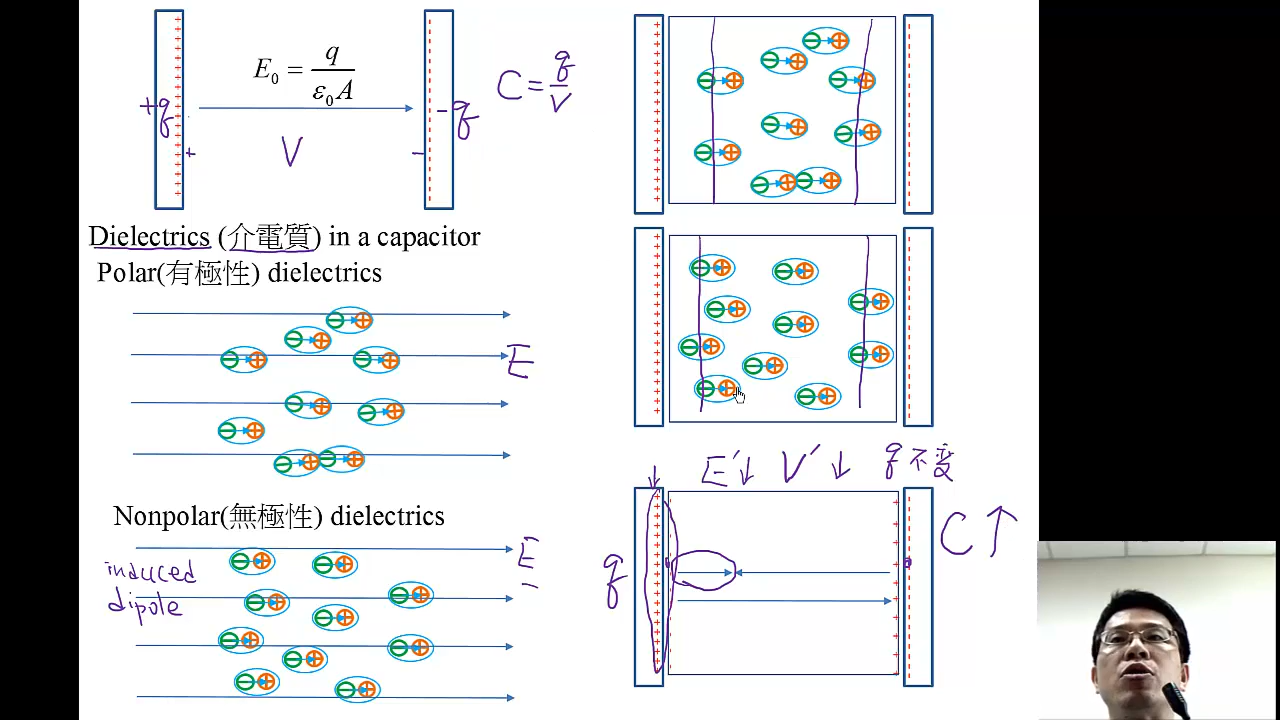 E₀ = q / ε₀A
C = q / V
+q
-q
+ V −
Dielectrics (介電質) in a capacitor
Polar(有極性) dielectrics
E
Nonpolar(無極性) dielectrics
E
induced
dipole
E′↓ V′↓ q不变
q
C↑